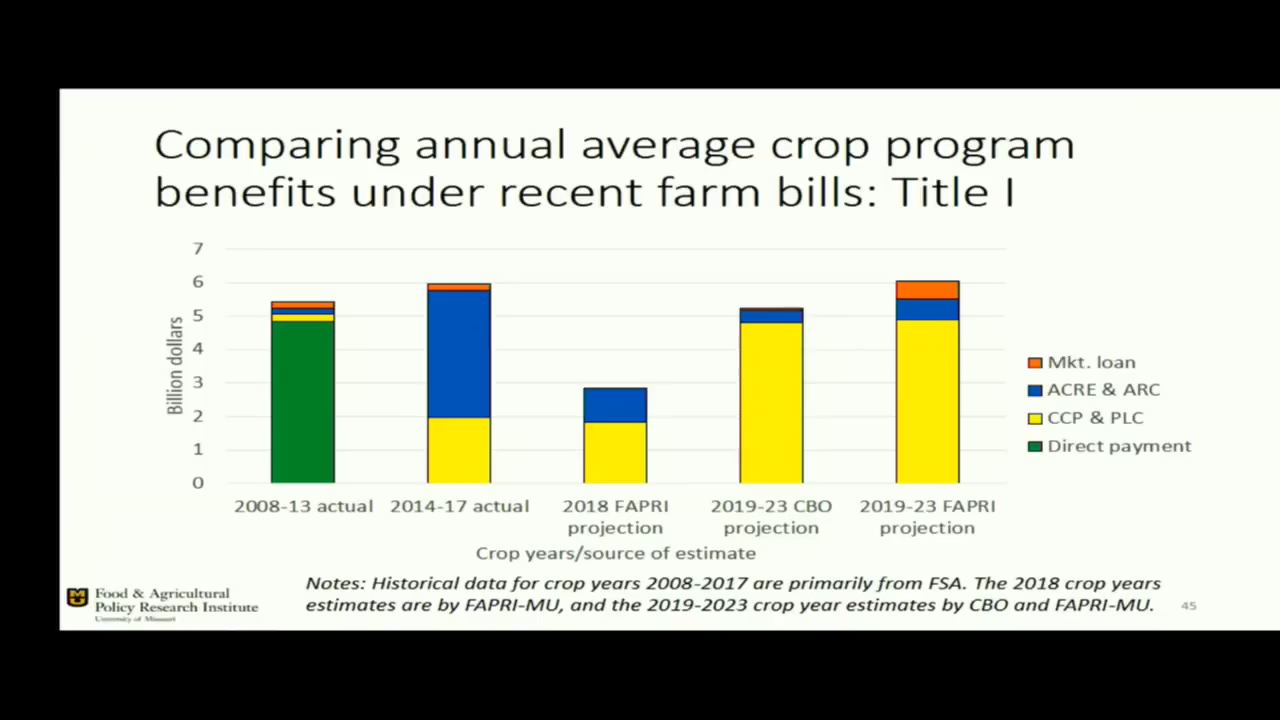 Comparing annual average crop program
benefits under recent farm bills: Title I
7
6
5
4
3
2
1
0
Billion dollars
2008-13 actual
2014-17 actual
2018 FAPRI
projection
2019-23 CBO
projection
2019-23 FAPRI
projection
Crop years/source of estimate
Mkt. loan
ACRE & ARC
CCP & PLC
Direct payment
Food & Agricultural
Policy Research Institute
University of Missouri
Notes: Historical data for crop years 2008-2017 are primarily from FSA. The 2018 crop years
estimates are by FAPRI-MU, and the 2019-2023 crop year estimates by CBO and FAPRI-MU.
45